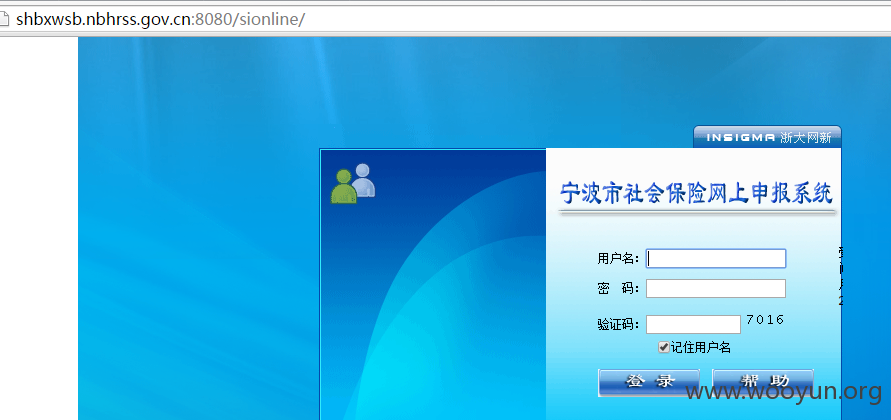 shbxwsb.nbhrss.gov.cn:8080/sionline/
INSIGMA 浙大网新
宁波市社会保险网上申报系统
用户名：
密 码：
验证码： 7016
记住用户名
登 录 帮 助
www.wooyun.org